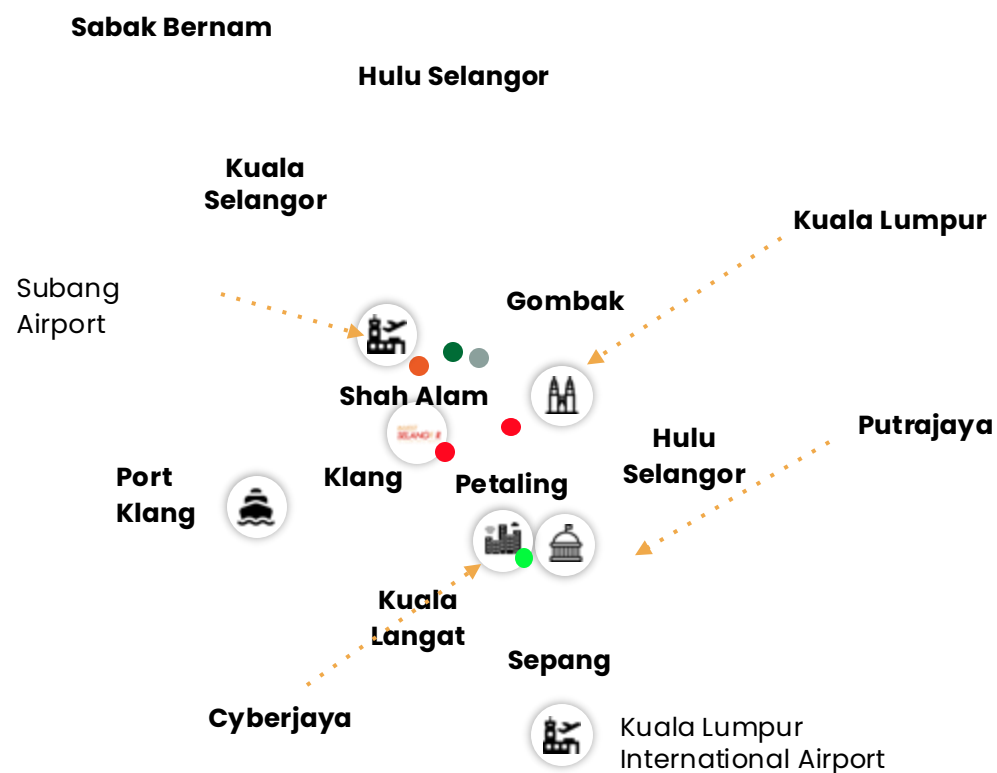 Sabak Bernam
Hulu Selangor
Kuala
Selangor
Kuala Lumpur
Subang
Airport
Gombak
Shah Alam
Putrajaya
Hulu
Selangor
Port
Klang
Klang
Petaling
Kuala
Langat
Sepang
Cyberjaya
Kuala Lumpur
International Airport